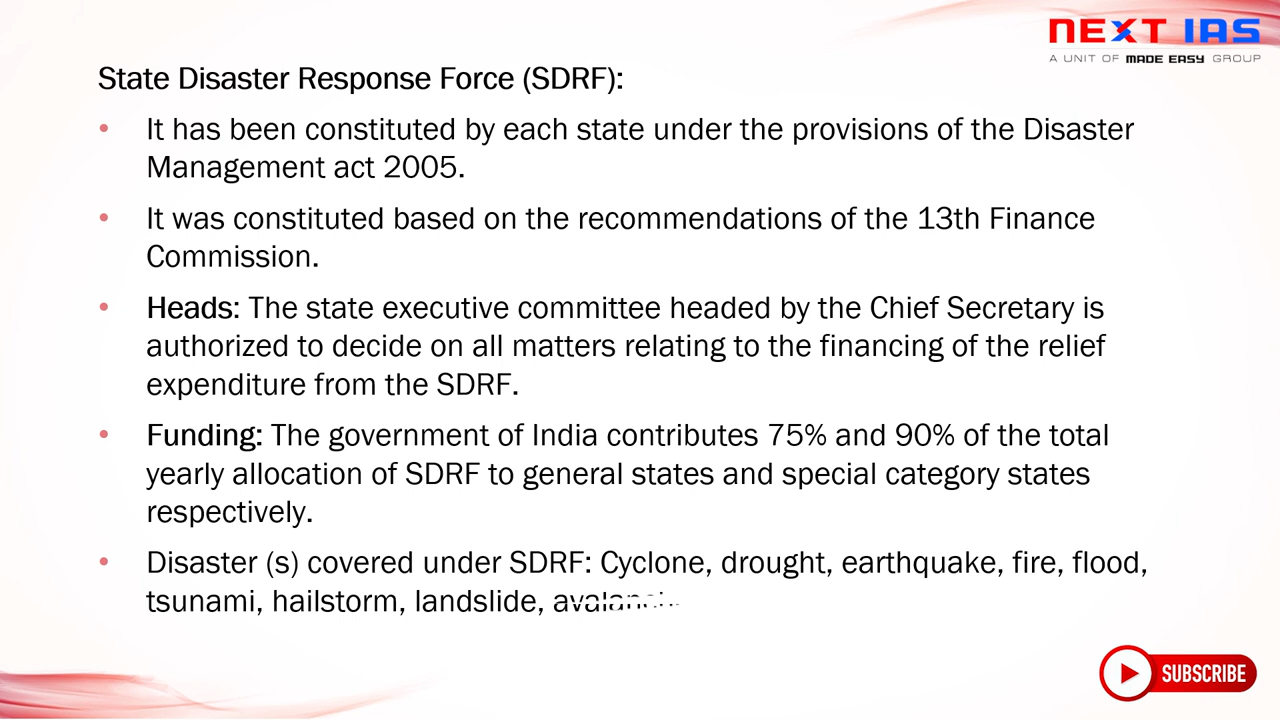 NEXT IAS
A UNIT OF MADE EASY GROUP
State Disaster Response Force (SDRF):
• It has been constituted by each state under the provisions of the Disaster
Management act 2005.
• It was constituted based on the recommendations of the 13th Finance
Commission.
• Heads: The state executive committee headed by the Chief Secretary is
authorized to decide on all matters relating to the financing of the relief
expenditure from the SDRF.
• Funding: The government of India contributes 75% and 90% of the total
yearly allocation of SDRF to general states and special category states
respectively.
• Disaster (s) covered under SDRF: Cyclone, drought, earthquake, fire, flood,
tsunami, hailstorm, landslide,
SUBSCRIBE